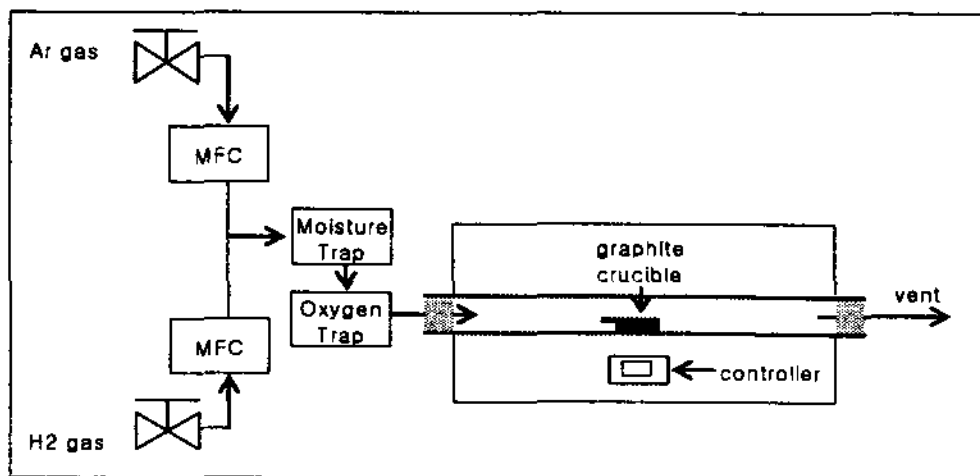 Ar gas
MFC
Moisture
Trap
Oxygen
Trap
MFC
H2 gas
graphite
crucible
vent
controller